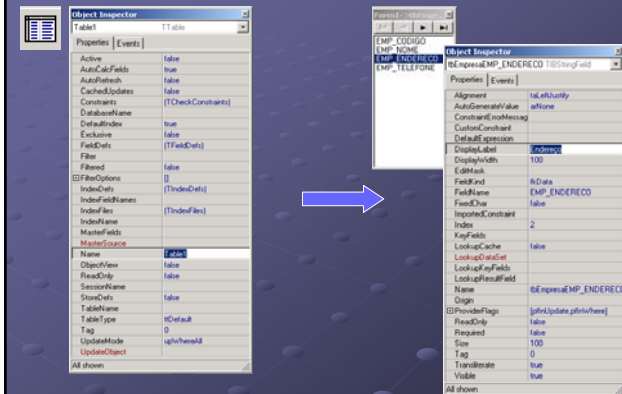 Object Inspector
Table1 TTable
Properties Events
Active false
AutoCalcFields true
AutoRefresh false
CachedUpdates false
Constraints (TCheckConstraints)
DatabaseName
DefaultIndex true
Exclusive false
FieldDefs (TFieldDefs)
Filter
Filtered false
FilterOptions []
IndexDefs (TIndexDefs)
IndexFieldNames
IndexFiles (TIndexFiles)
IndexName
MasterFields
MasterSource
Name Table1
ObjectView false
ReadOnly false
SessionName
StoreDefs false
TableName
TableType ttDefault
Tag 0
UpdateMode upWhereAll
UpdateObject
All shown
EMP_CODIGO
EMP_NOME
EMP_ENDERECO
EMP_TELEFONE
Object Inspector
tbEmpresaEMP_ENDERECO TIBStringField
Properties Events
Alignment taLeftJustify
AutoGenerateValue arNone
ConstraintErrorMessag
CustomConstraint
DefaultExpression
DisplayLabel Endereço
DisplayWidth 100
EditMask
FieldKind fkData
FieldName EMP_ENDERECO
FixedChar false
ImportedConstraint
Index 2
KeyFields
LookupCache false
LookupDataSet
LookupKeyFields
LookupResultField
Name tbEmpresaEMP_ENDEREC
Origin
ProviderFlags [pfInUpdate,pfInWhere]
ReadOnly false
Required false
Size 100
Tag 0
Transliterate true
Visible true
All shown